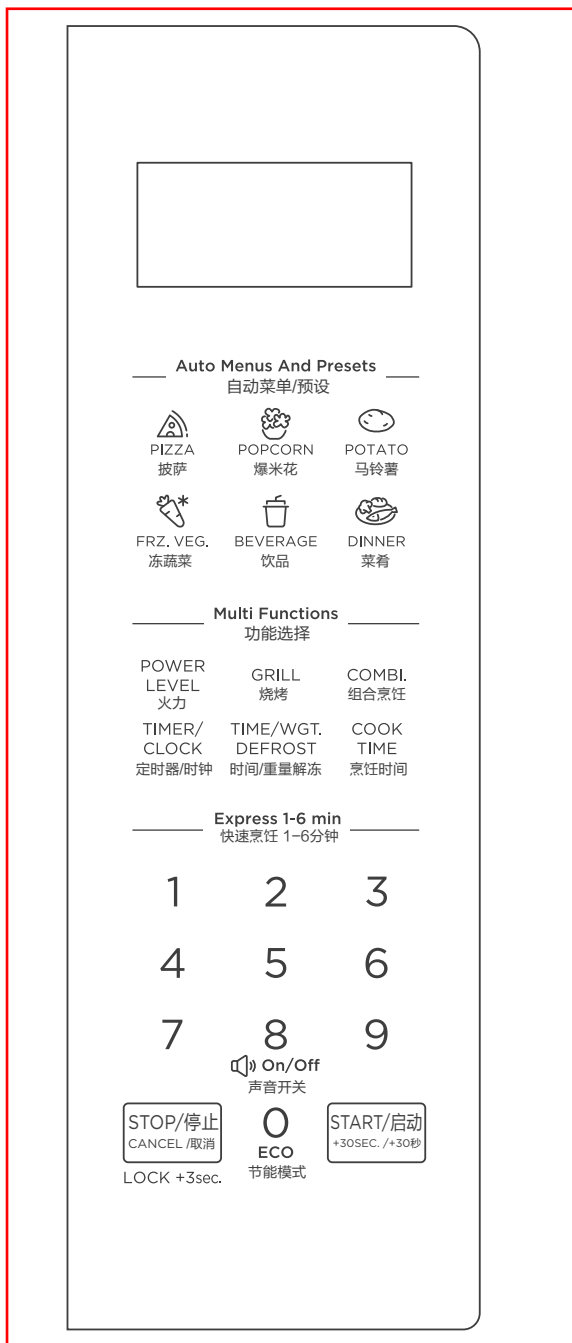 Auto Menus And Presets
自动菜单/预设
PIZZA
披萨
POPCORN
爆米花
POTATO
马铃薯
FRZ. VEG.
冻蔬菜
BEVERAGE
饮品
DINNER
菜肴
Multi Functions
功能选择
POWER
LEVEL
火力
GRILL
烧烤
COMBI.
组合烹饪
TIMER/
CLOCK
定时器/时钟
TIME/WGT.
DEFROST
时间/重量解冻
COOK
TIME
烹饪时间
Express 1-6 min
快速烹饪 1-6分钟
1 2 3
4 5 6
7 8 9
On/Off
声音开关
STOP/停止
CANCEL /取消
LOCK +3sec.
0
ECO
节能模式
START/启动
+30SEC. /+30秒